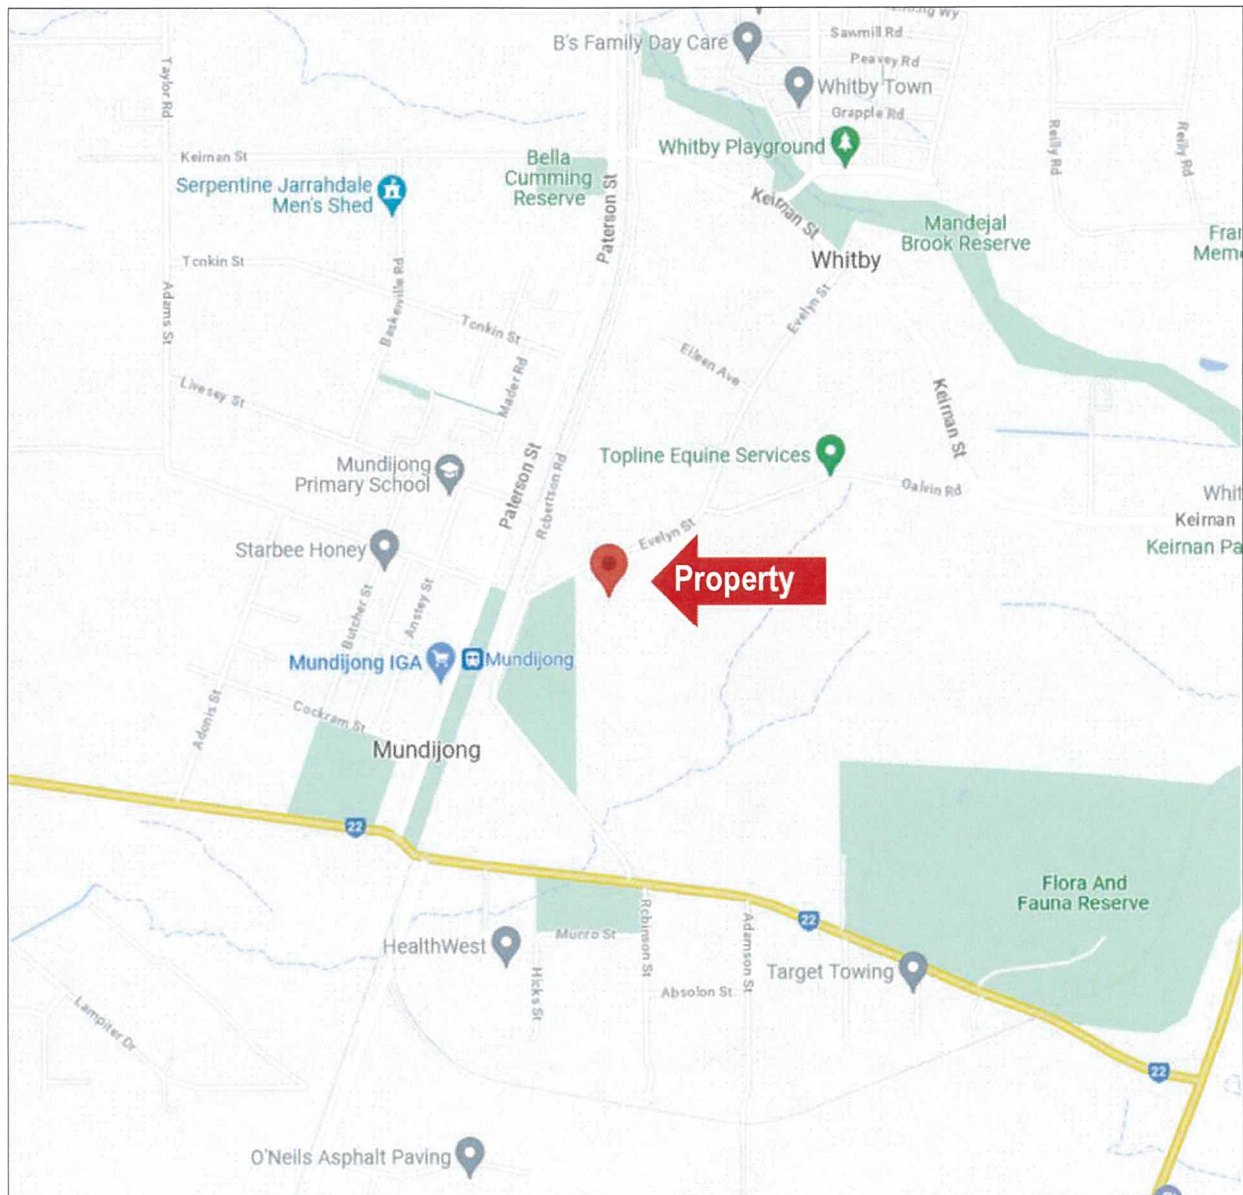 Sawmill Rd
B's Family Day Care
Peavey Rd
Whitby Town
Grapple Rd
Taylor Rd
Reilly Rd
Reilly Rd
Whitby Playground
Keirnan St
Bella
Cumming
Reserve
Serpentine Jarrahdale
Men's Shed
Paterson St
Keirnan St
Mandejal
Brook Reserve
Whitby
Tonkin St
Baskerville Rd
Adams St
Evelyn St
Tonkin St
Eileen Ave
Mader Rd
Livesey St
Keirnan St
Topline Equine Services
Mundijong
Primary School
Paterson St
Robertson Rd
Galvin Rd
Whit
Keirnan
Keirnan Pa
Evelyn St
Starbee Honey
Property
Butcher St
Anstey St
Mundijong IGA
Mundijong
Adonis St
Cockram St
Mundijong
22
Flora And
Fauna Reserve
22
Robinson St
Adamson St
Munro St
HealthWest
Target Towing
Hicks St
Absolon St
Lampiter Dr
22
O'Neils Asphalt Paving